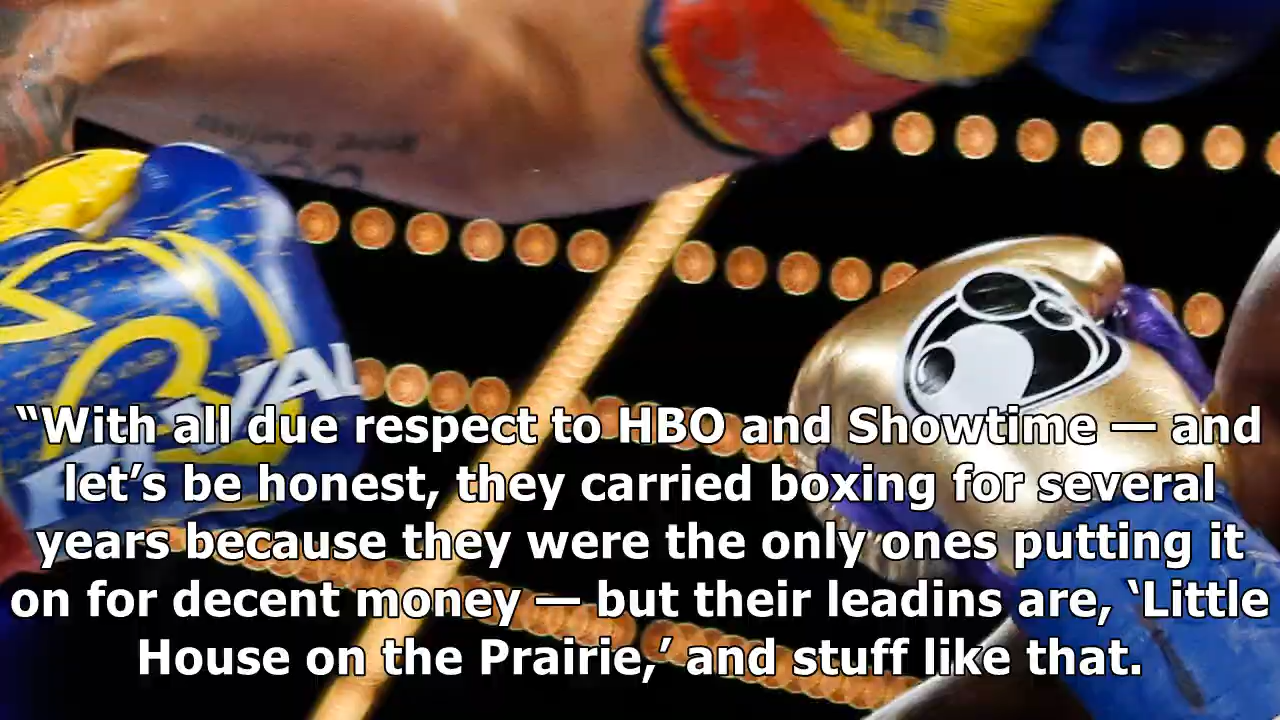 RIVAL
“With all due respect to HBO and Showtime — and
let’s be honest, they carried boxing for several
years because they were the only ones putting it
on for decent money — but their leadins are, ‘Little
House on the Prairie,’ and stuff like that.